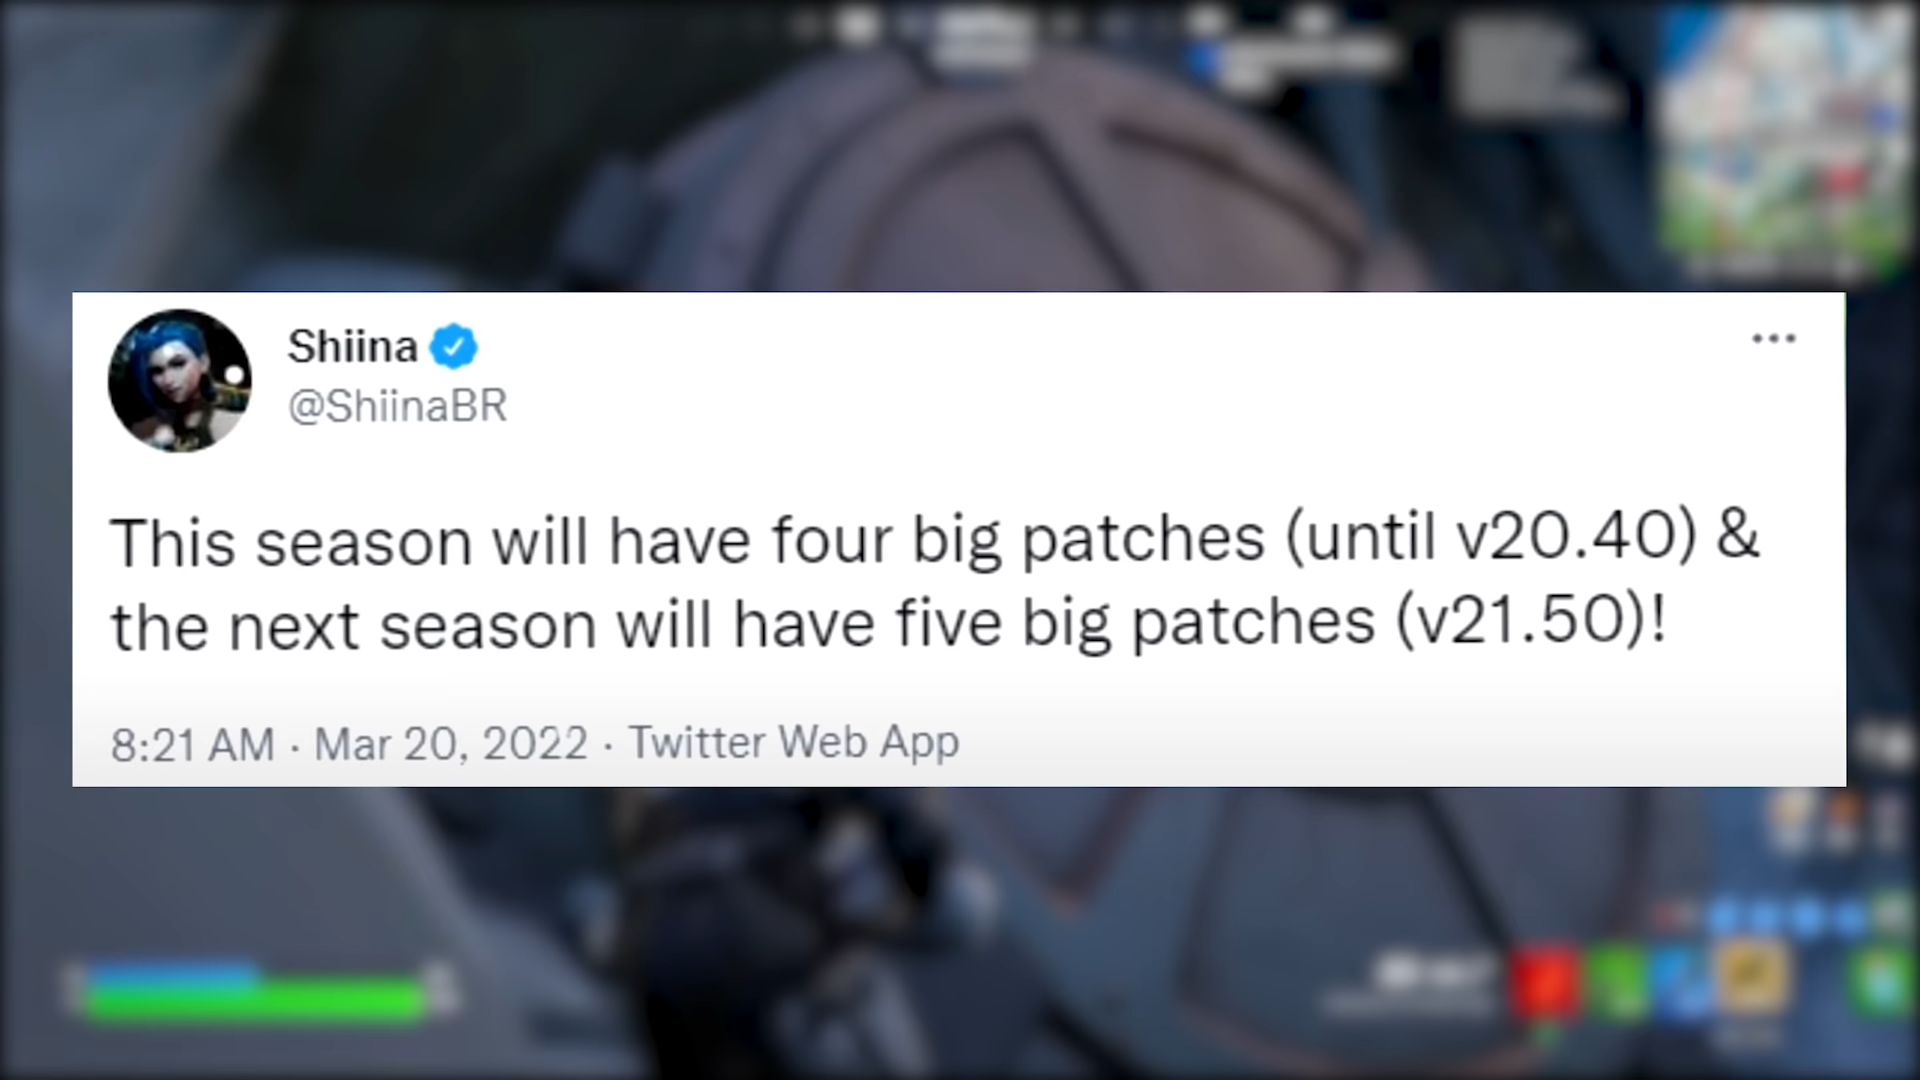 Shiina
@ShiinaBR
This season will have four big patches (until v20.40) &
the next season will have five big patches (v21.50)!
8:21 AM · Mar 20, 2022 · Twitter Web App